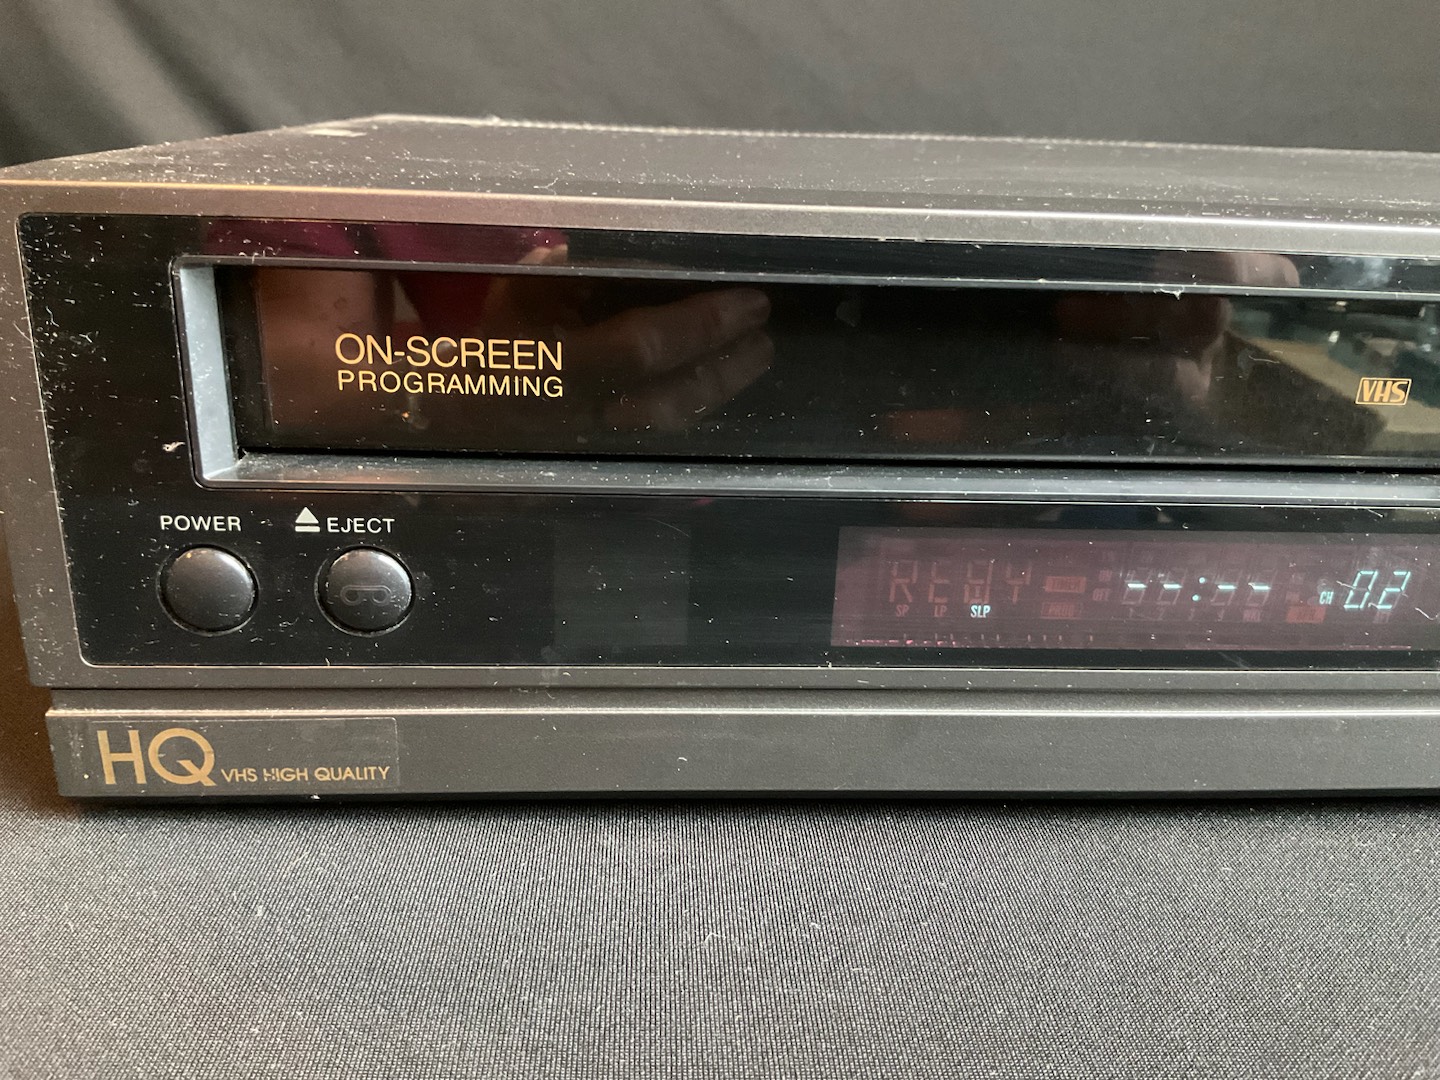 ON-SCREEN
PROGRAMMING
VHS
POWER
EJECT
SP LP SLP
--:-- CH 02
HQ VHS HIGH QUALITY